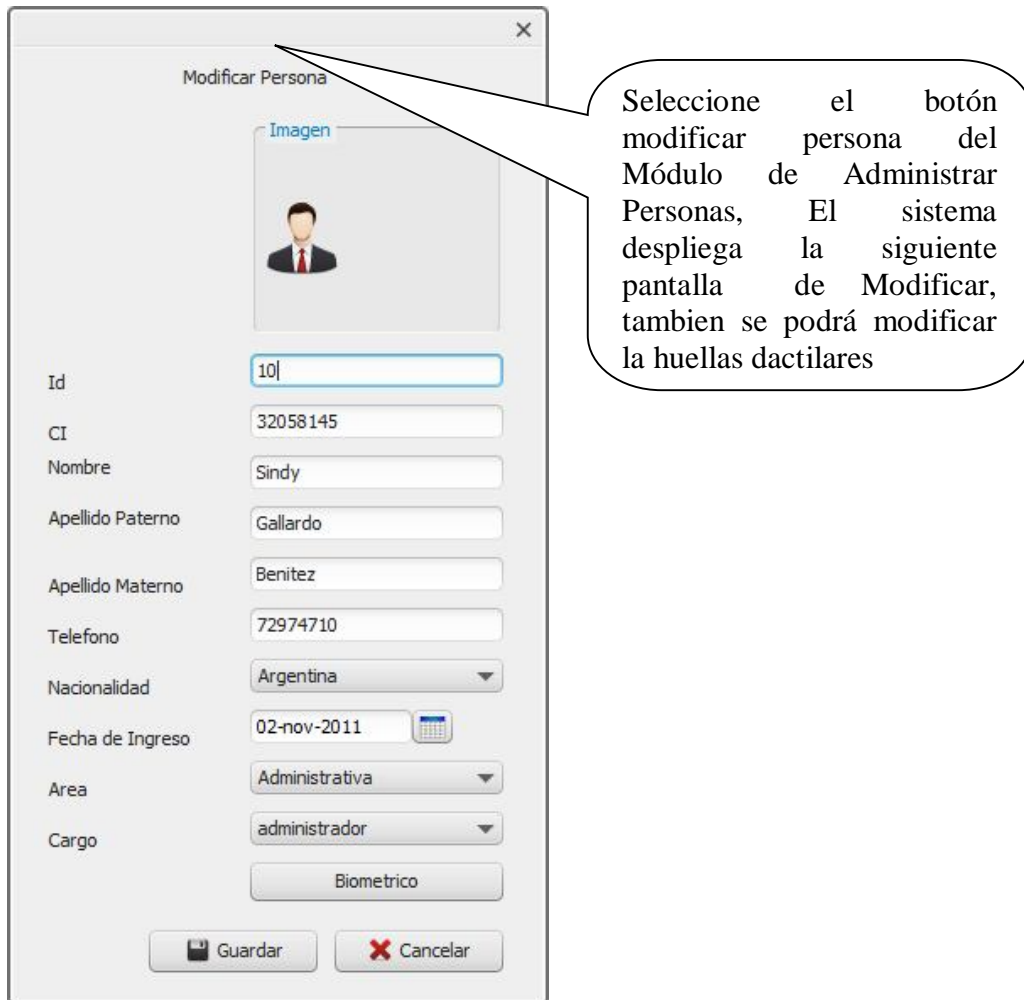 Modificar Persona
Imagen
Id
10
CI
32058145
Nombre
Sindy
Apellido Paterno
Gallardo
Apellido Materno
Benitez
Telefono
72974710
Nacionalidad
Argentina
Fecha de Ingreso
02-nov-2011
Area
Administrativa
Cargo
administrador
Biometrico
Guardar
Cancelar
Seleccione el botón
modificar persona del
Módulo de Administrar
Personas, El sistema
despliega la siguiente
pantalla de Modificar,
tambien se podrá modificar
la huellas dactilares